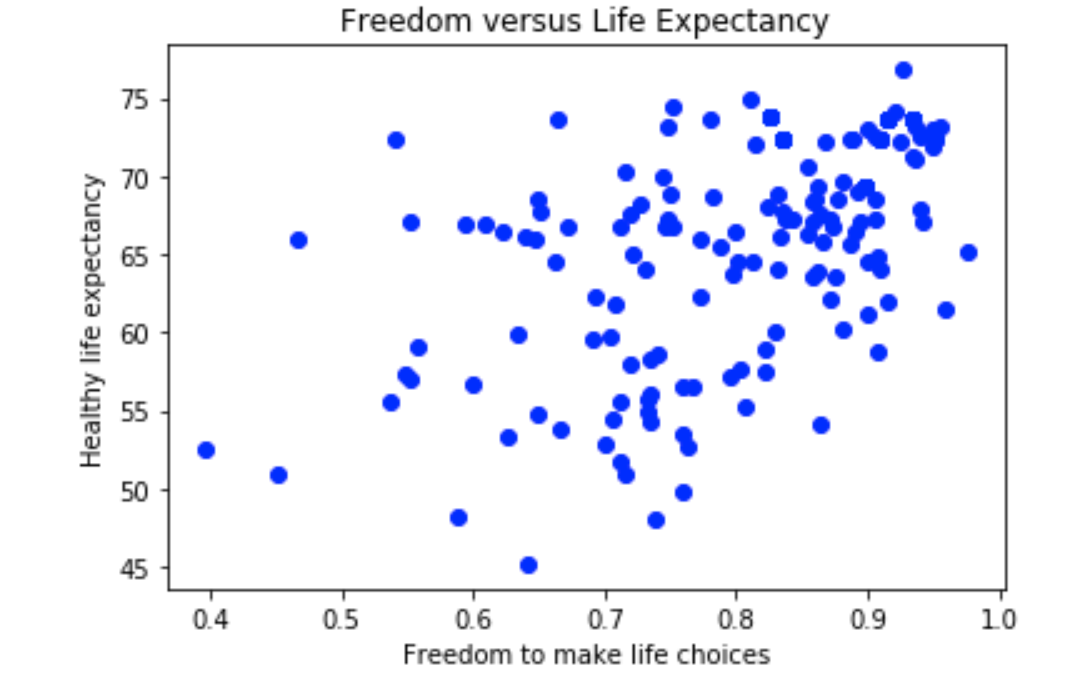 Freedom versus Life Expectancy
Healthy life expectancy
75
70
65
60
55
50
45
0.4 0.5 0.6 0.7 0.8 0.9 1.0
Freedom to make life choices